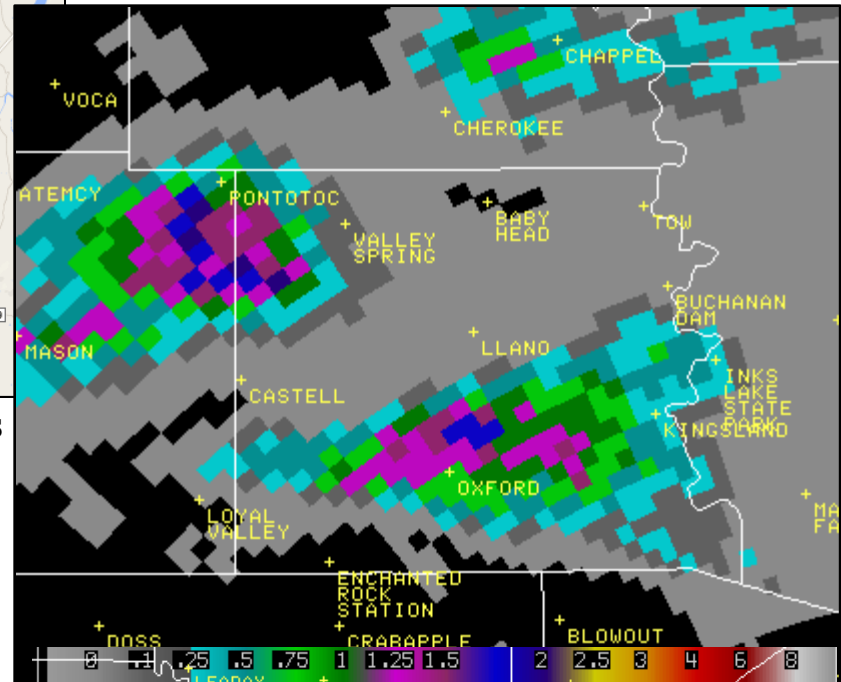 CHAPPEL
VOCA
CHEROKEE
ATEMCY
PONTOTOC
BABY
HEAD
TOW
VALLEY
SPRING
BUCHANAN
DAM
LLANO
MASON
INKS
LAKE
STATE
PARK
CASTELL
KINGSLAND
OXFORD
LOYAL
VALLEY
MA
FA
ENCHANTED
ROCK
STATION
DOSS
CRABAPPLE
BLOWOUT
0 .1 .25 .5 .75 1 1.25 1.5 2 2.5 3 4 6 8